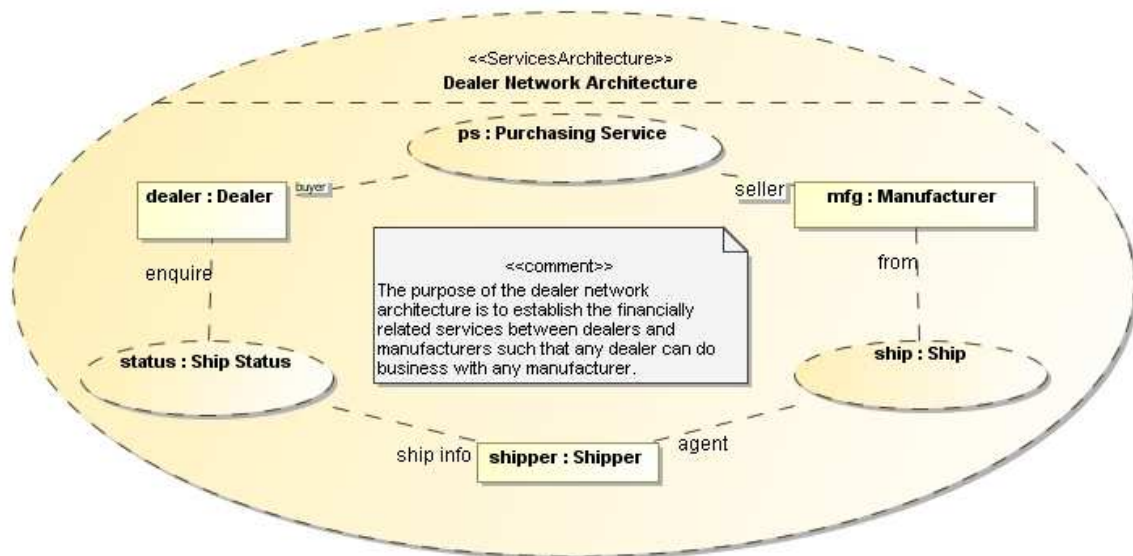 <<ServicesArchitecture>>
Dealer Network Architecture
ps : Purchasing Service
dealer : Dealer
buyer
seller
mfg : Manufacturer
enquire
from
<<comment>>
The purpose of the dealer network
architecture is to establish the financially
related services between dealers and
manufacturers such that any dealer can do
business with any manufacturer.
status : Ship Status
ship : Ship
ship info
shipper : Shipper
agent